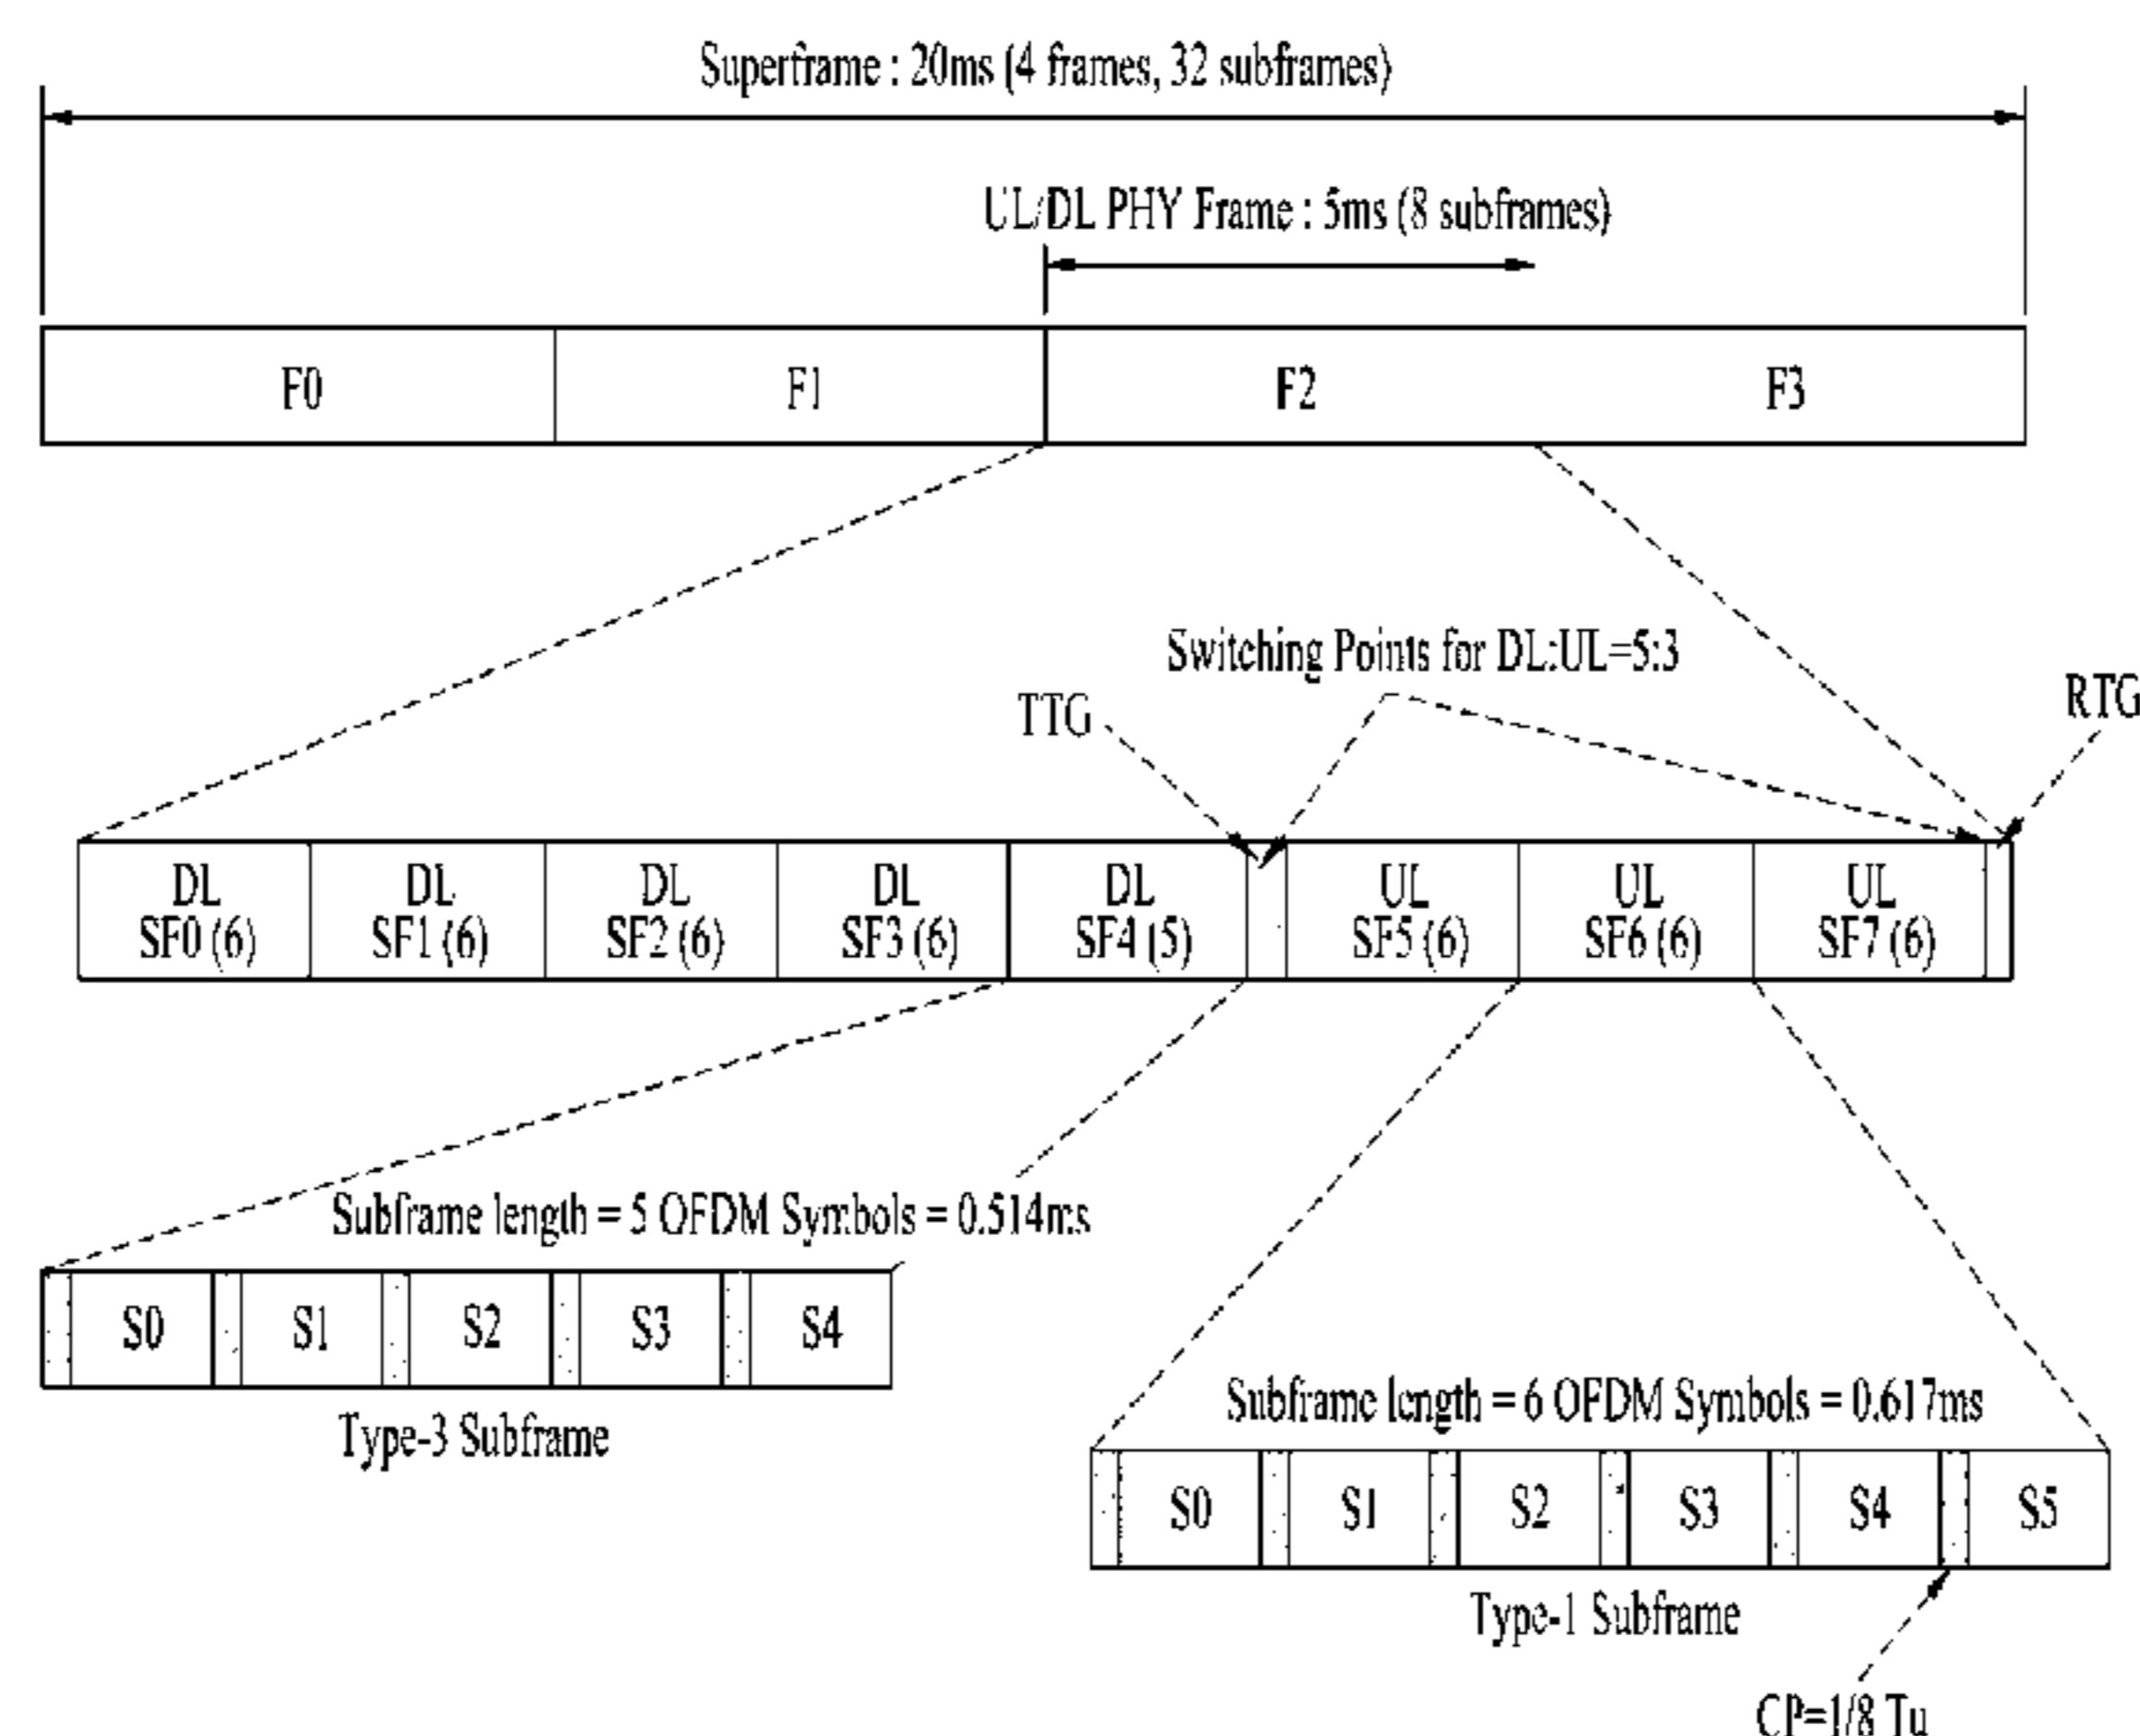 Superframe : 20ms (4 frames, 32 subframes)
UL/DL PHY Frame : 5ms (8 subframes)
F0 F1 F2 F3
Switching Points for DL:UL=5:3
TTG
RTG
DL DL DL DL DL UL UL UL
SF0 (6) SF1 (6) SF2 (6) SF3 (6) SF4 (5) SF5 (6) SF6 (6) SF7 (6)
Subframe length = 5 OFDM Symbols = 0.514ms
S0 S1 S2 S3 S4
Type-3 Subframe
Subframe length = 6 OFDM Symbols = 0.617ms
S0 S1 S2 S3 S4 S5
Type-1 Subframe
CP=1/8 Tu